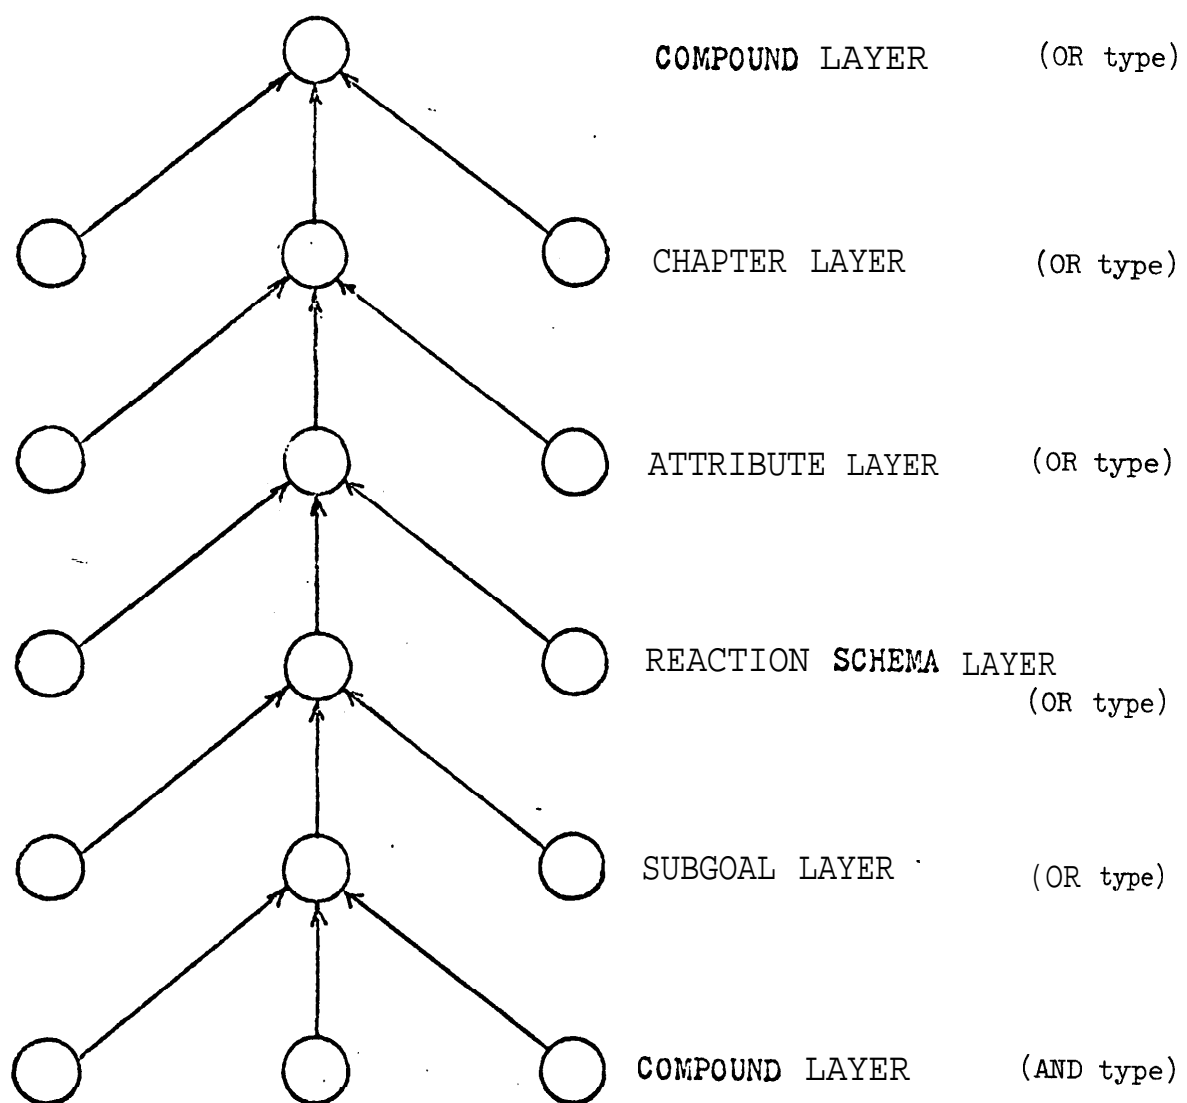 COMPOUND LAYER (OR type)
CHAPTER LAYER (OR type)
ATTRIBUTE LAYER (OR type)
REACTION SCHEMA LAYER
(OR type)
SUBGOAL LAYER (OR type)
COMPOUND LAYER (AND type)